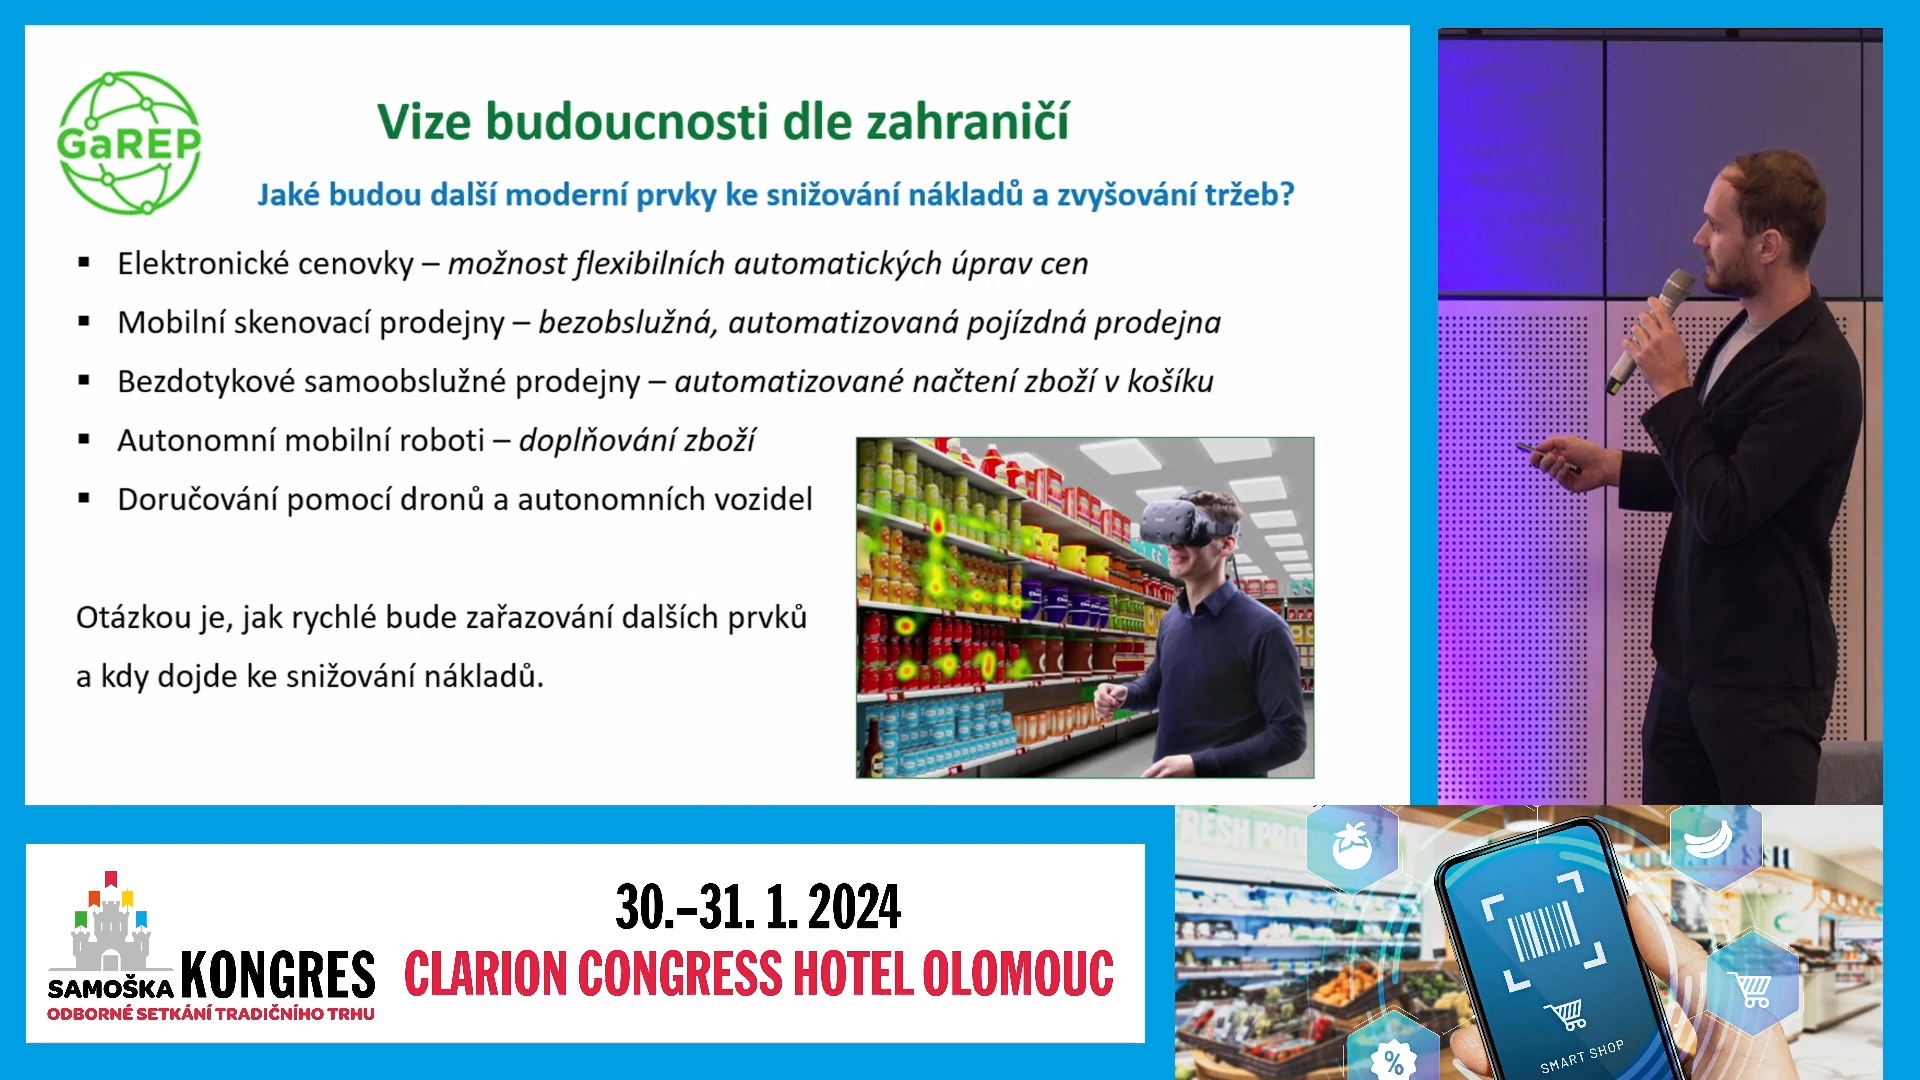 GaREP
Vize budoucnosti dle zahraničí
Jaké budou další moderní prvky ke snižování nákladů a zvyšování tržeb?
▪ Elektronické cenovky – možnost flexibilních automatických úprav cen
▪ Mobilní skenovací prodejny – bezobslužná, automatizovaná pojízdná prodejna
▪ Bezdotykové samoobslužné prodejny – automatizované načtení zboží v košíku
▪ Autonomní mobilní roboti – doplňování zboží
▪ Doručování pomocí dronů a autonomních vozidel
Otázkou je, jak rychlé bude zařazování dalších prvků
a kdy dojde ke snižování nákladů.
SAMOŠKA KONGRES
ODBORNÉ SETKÁNÍ TRADIČNÍHO TRHU
30.–31. 1. 2024
CLARION CONGRESS HOTEL OLOMOUC
%
SMART SHOP